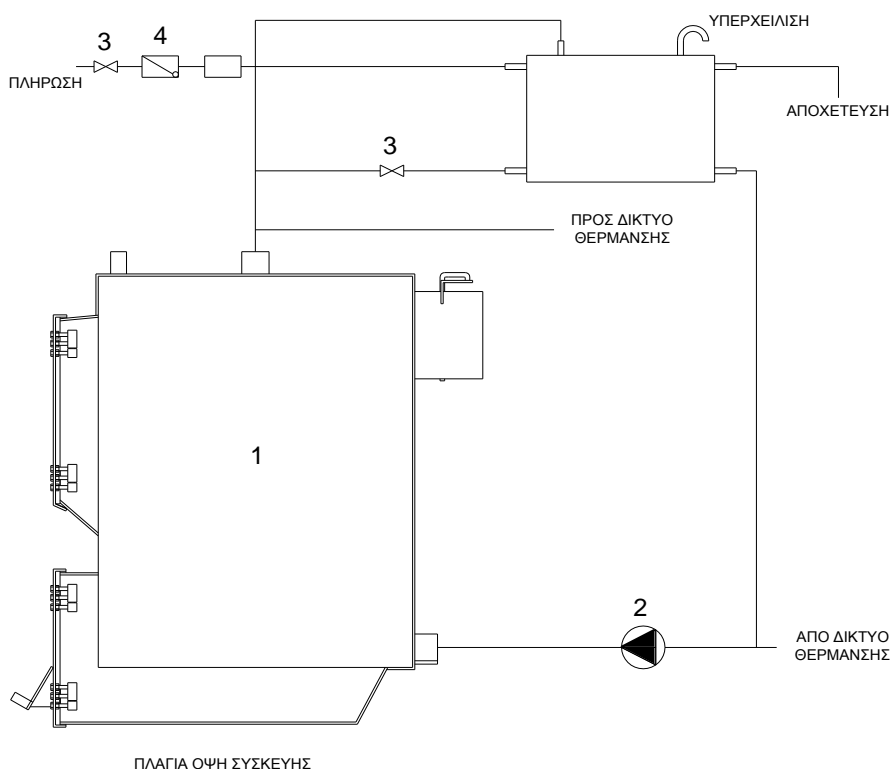 ΥΠΕΡΧΕΙΛΙΣΗ
3
4
ΠΛΗΡΩΣΗ
ΑΠΟΧΕΤΕΥΣΗ
3
ΠΡΟΣ ΔΙΚΤΥΟ
ΘΕΡΜΑΝΣΗΣ
1
2
ΑΠΟ ΔΙΚΤΥΟ
ΘΕΡΜΑΝΣΗΣ
ΠΛΑΓΙΑ ΟΨΗ ΣΥΣΚΕΥΗΣ